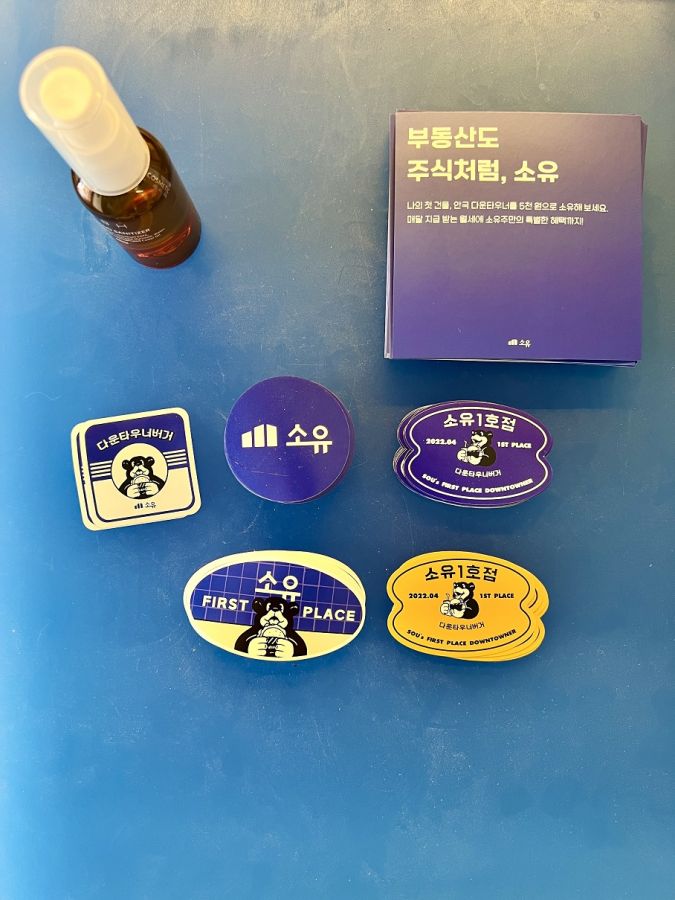 SANITIZER
부동산도
주식처럼, 소유
나의 첫 건물, 안국 다운타우너를 5천 원으로 소유해 보세요.
매달 지급 받는 월세에 소유주만의 특별한 혜택까지!
소유
다운타우너버거
소유
소유
소유1호점
2022.04 1ST PLACE
다운타우너버거
SOU's FIRST PLACE DOWNTOWNER
소유
FIRST PLACE
소유1호점
2022.04 1ST PLACE
다운타우너버거
SOU's FIRST PLACE DOWNTOWNER